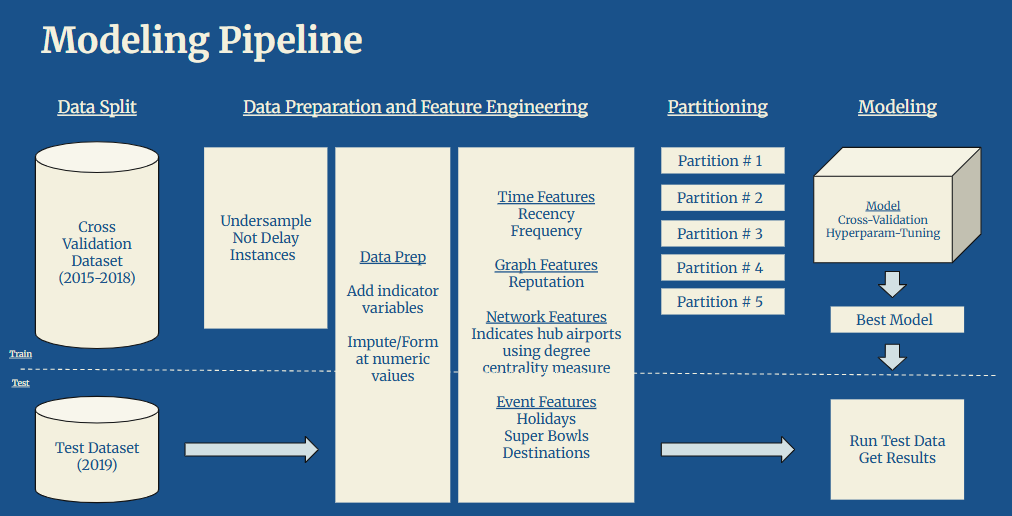 Modeling Pipeline
Data Split
Data Preparation and Feature Engineering
Partitioning
Modeling
Cross
Validation
Dataset
(2015-2018)
Undersample
Not Delay
Instances
Data Prep
Add indicator
variables
Impute/Form
at numeric
values
Time Features
Recency
Frequency
Graph Features
Reputation
Network Features
Indicates hub airports
using degree
centrality measure
Event Features
Holidays
Super Bowls
Destinations
Partition # 1
Partition # 2
Partition # 3
Partition # 4
Partition # 5
Model
Cross-Validation
Hyperparam-Tuning
Best Model
Train
Test
Test Dataset
(2019)
Run Test Data
Get Results